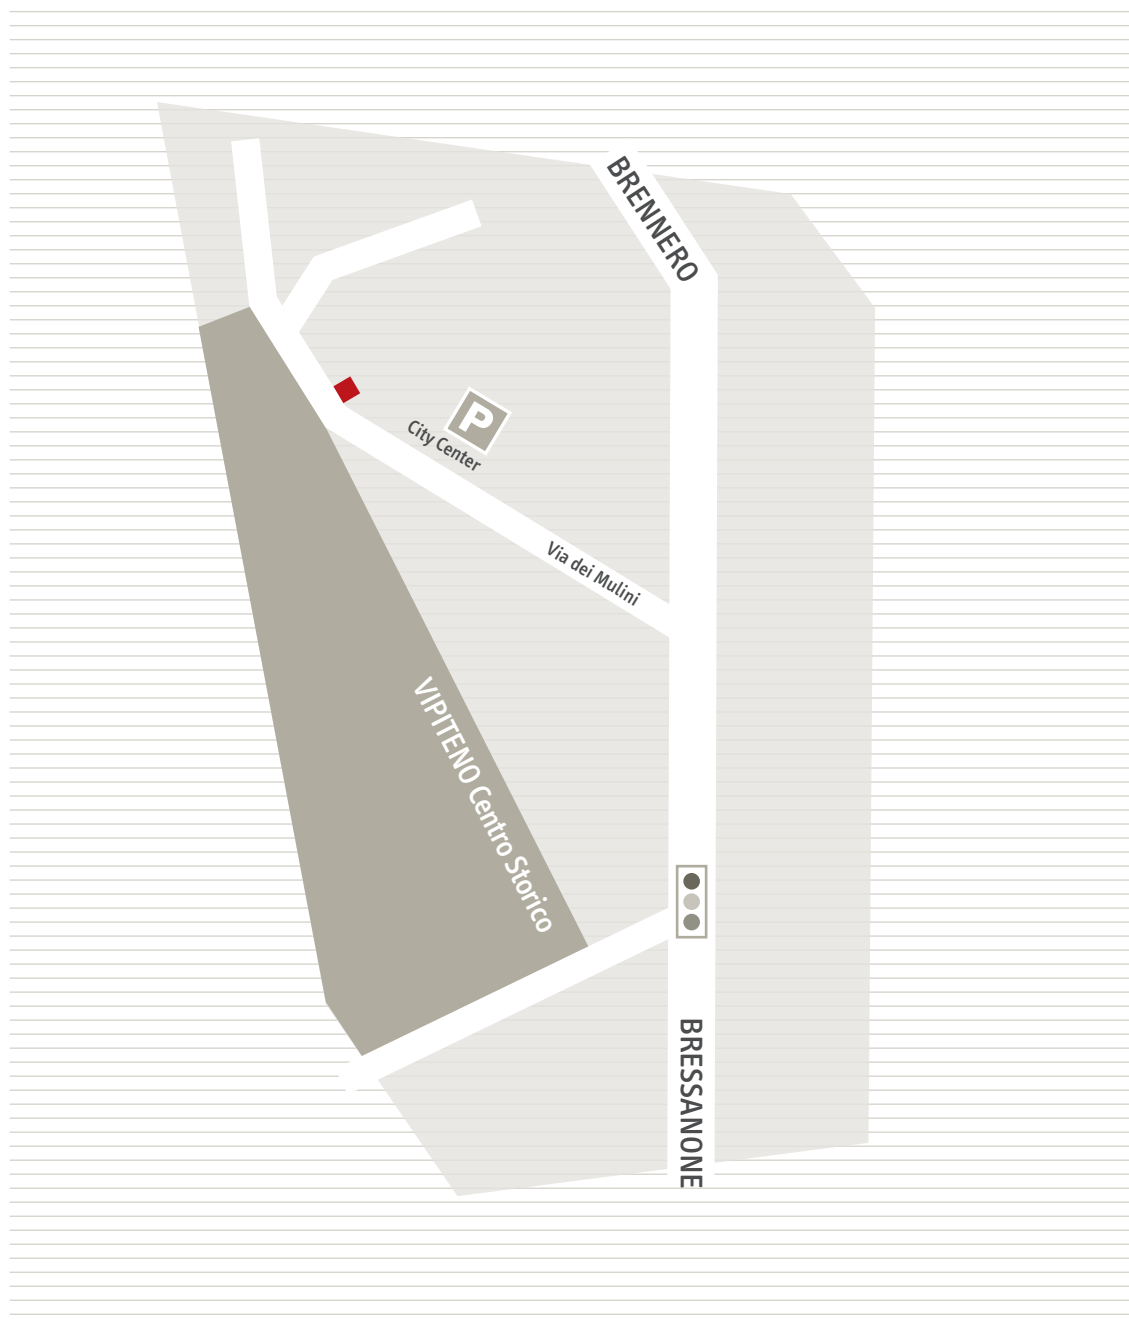 BRENNERO
P
City Center
Via dei Mulini
VIPITENO Centro Storico
BRESSANONE